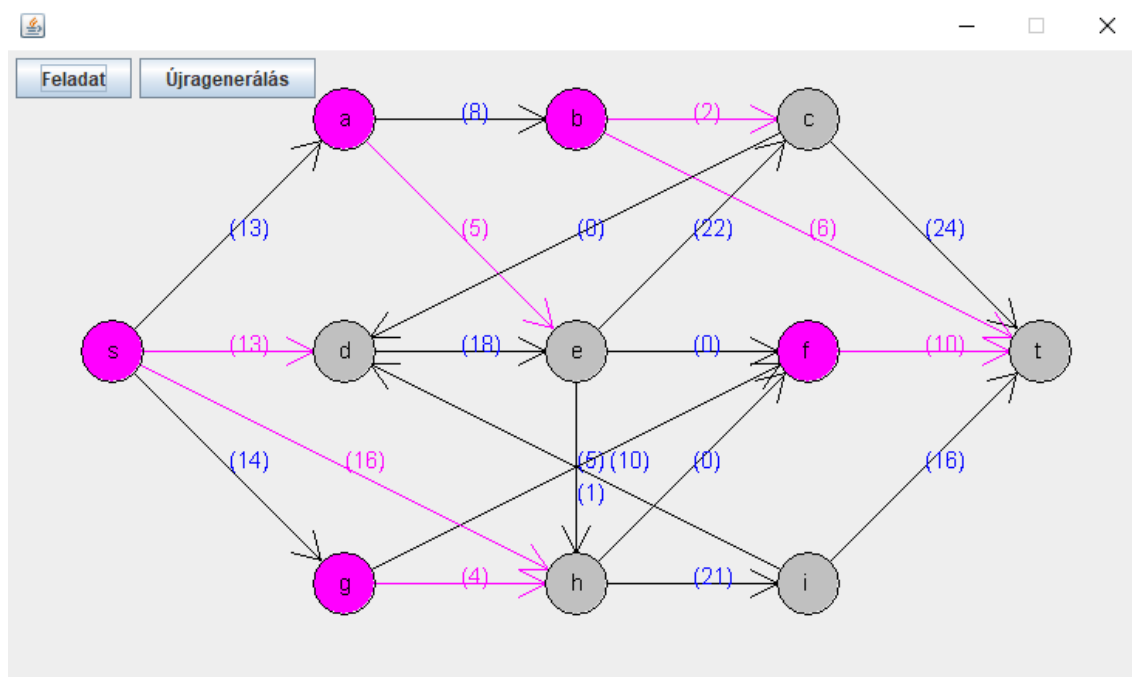 Feladat Újragenerálás
a (8) b (2) c
(13) (5) (0) (22) (6) (24)
s (13) d (18) e (0) f (10) t
(14) (16) (5) (10) (0) (16)
(1)
g (4) h (21) i